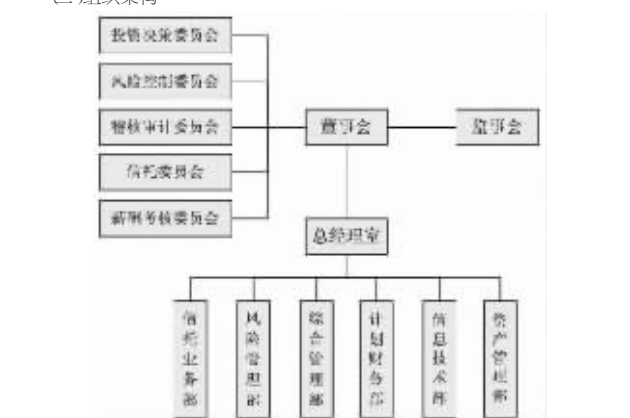 组织架构
投资决策委员会
风险控制委员会
稽核审计委员会
董事会
监事会
信托委员会
薪酬考核委员会
总经理室
信托业务部
风险管理部
综合管理部
计划财务部
信息技术部
资产管理部